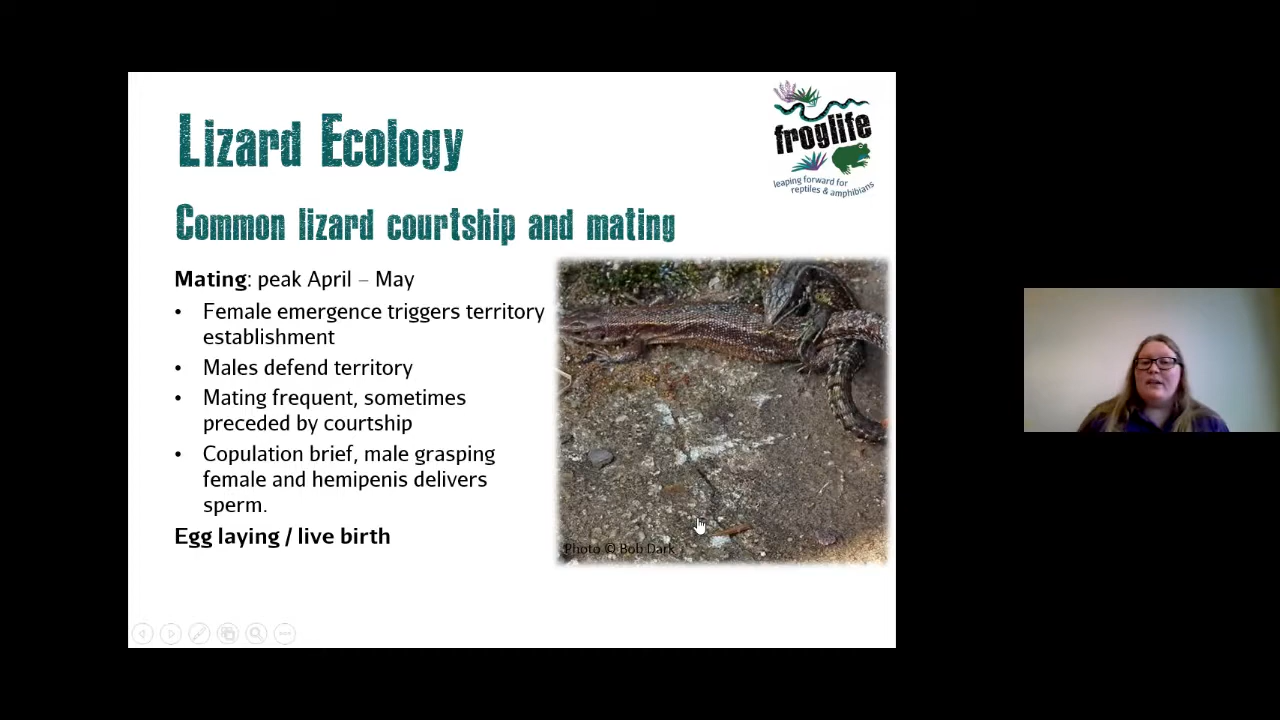 Lizard Ecology
froglife
leaping forward for
reptiles & amphibians
Common lizard courtship and mating
Mating: peak April – May
• Female emergence triggers territory
establishment
• Males defend territory
• Mating frequent, sometimes
preceded by courtship
• Copulation brief, male grasping
female and hemipenis delivers
sperm.
Egg laying / live birth
Photo © Bob Dark